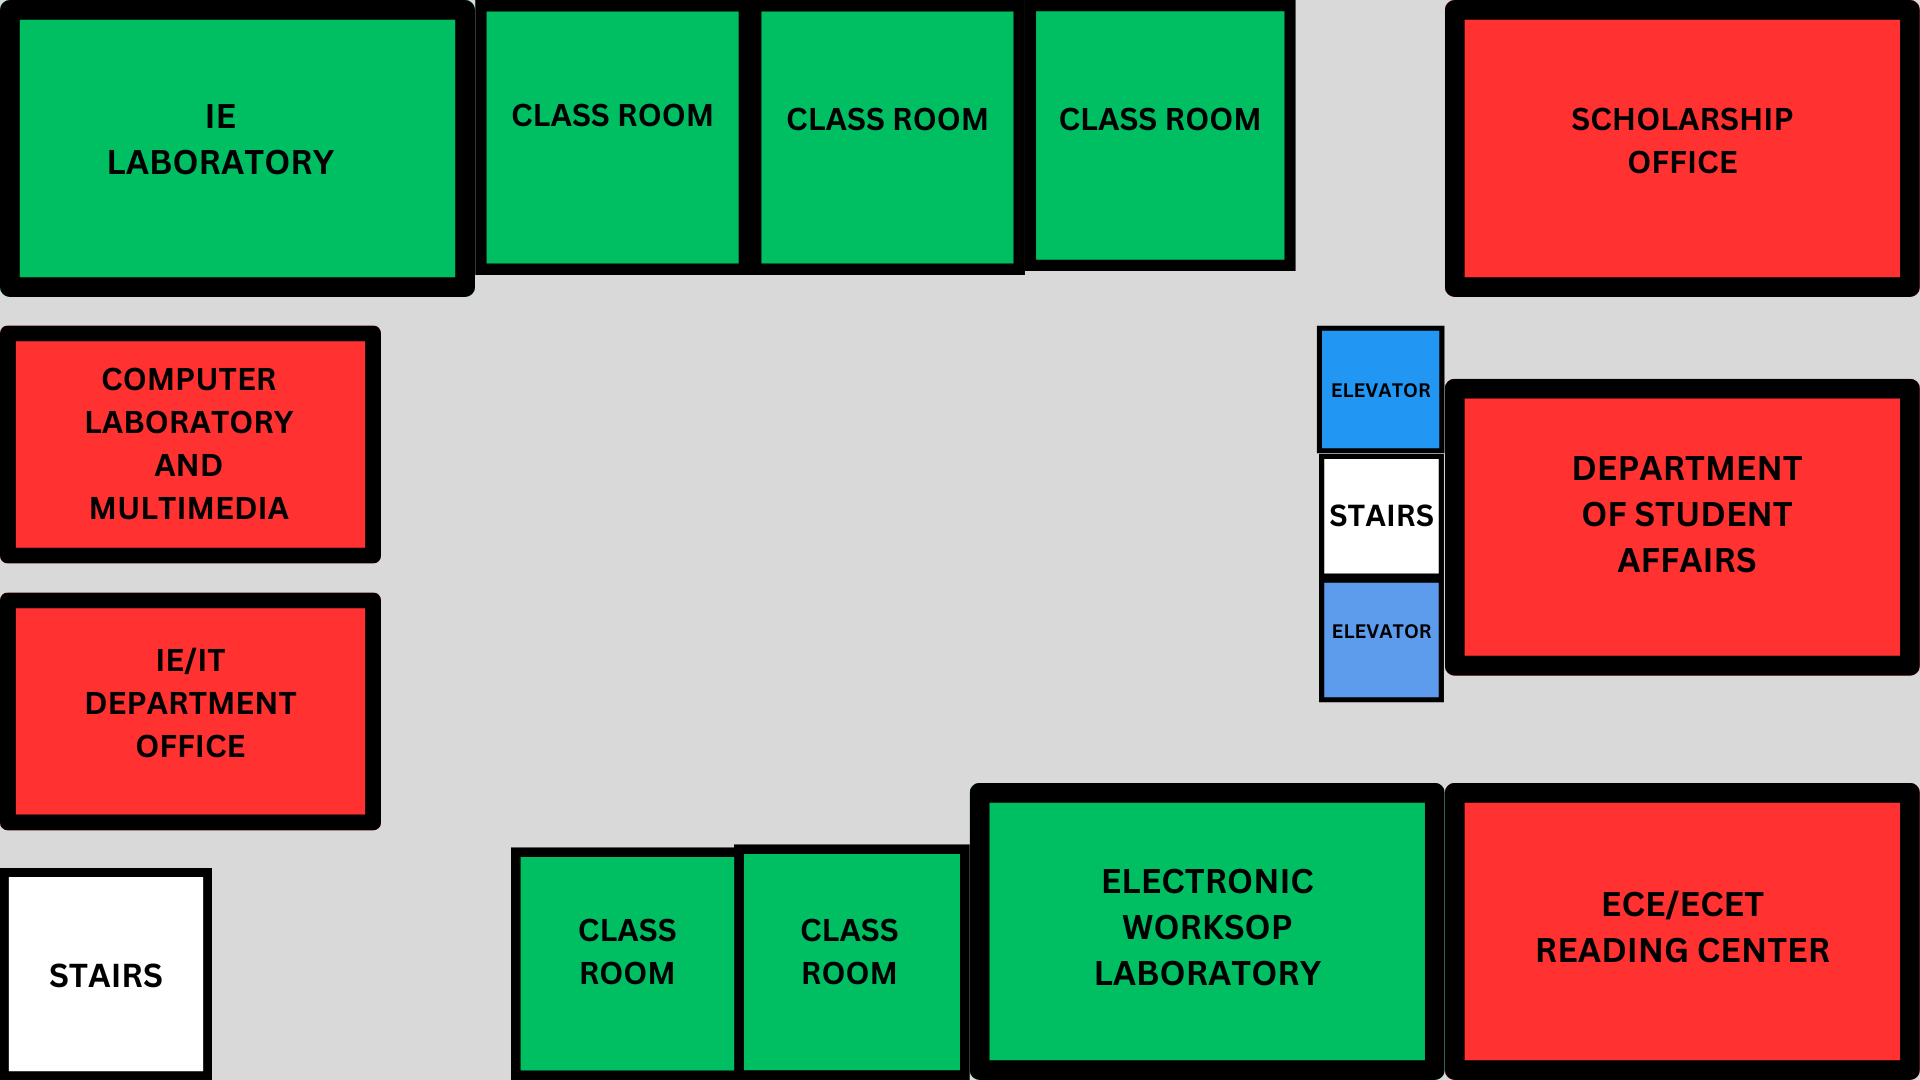 IE
LABORATORY
CLASS ROOM
CLASS ROOM
CLASS ROOM
SCHOLARSHIP
OFFICE
COMPUTER
LABORATORY
AND
MULTIMEDIA
ELEVATOR
STAIRS
ELEVATOR
DEPARTMENT
OF STUDENT
AFFAIRS
IE/IT
DEPARTMENT
OFFICE
STAIRS
CLASS
ROOM
CLASS
ROOM
ELECTRONIC
WORKSOP
LABORATORY
ECE/ECET
READING CENTER